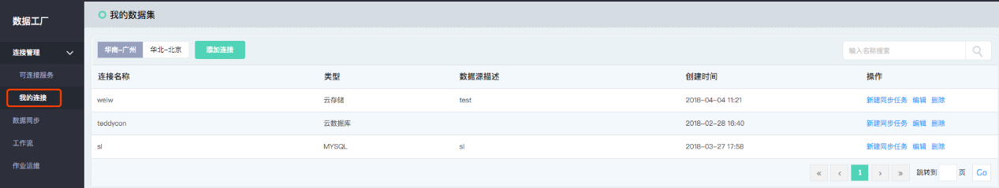 数据工厂
连接管理
可连接服务
我的连接
数据同步
工作流
作业运维
我的数据集
华南-广州 华北-北京 添加连接 输入名称搜索
连接名称 类型 数据源描述 创建时间 操作
weiw 云存储 test 2018-04-04 11:21 新建同步任务 编辑 删除
teddycon 云数据库 2018-02-28 16:40 新建同步任务 编辑 删除
sl MYSQL sl 2018-03-27 17:58 新建同步任务 编辑 删除
« ‹ 1 › » 跳转到 页 Go